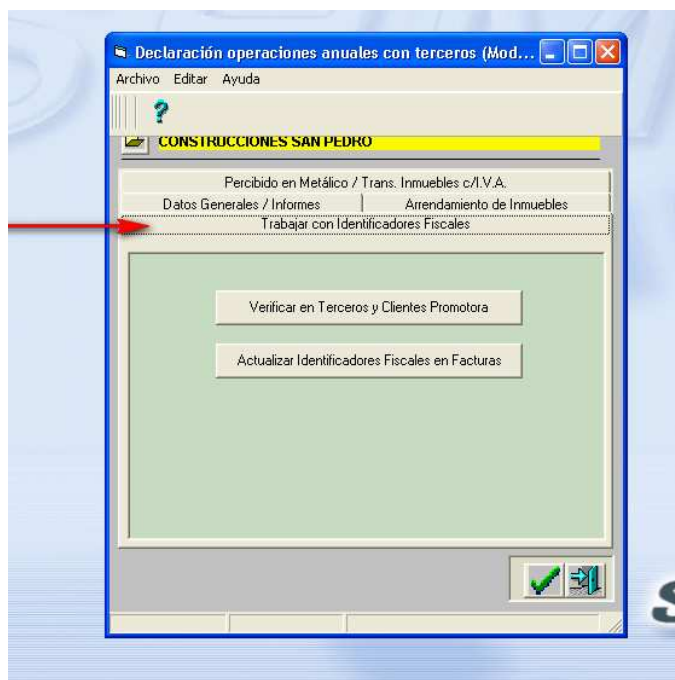 Declaración operaciones anuales con terceros (Mod...
Archivo Editar Ayuda
CONSTRUCCIONES SAN PEDRO
Percibido en Metálico / Trans. Inmuebles c/I.V.A.
Datos Generales / Informes Arrendamiento de Inmuebles
Trabajar con Identificadores Fiscales
Verificar en Terceros y Clientes Promotora
Actualizar Identificadores Fiscales en Facturas